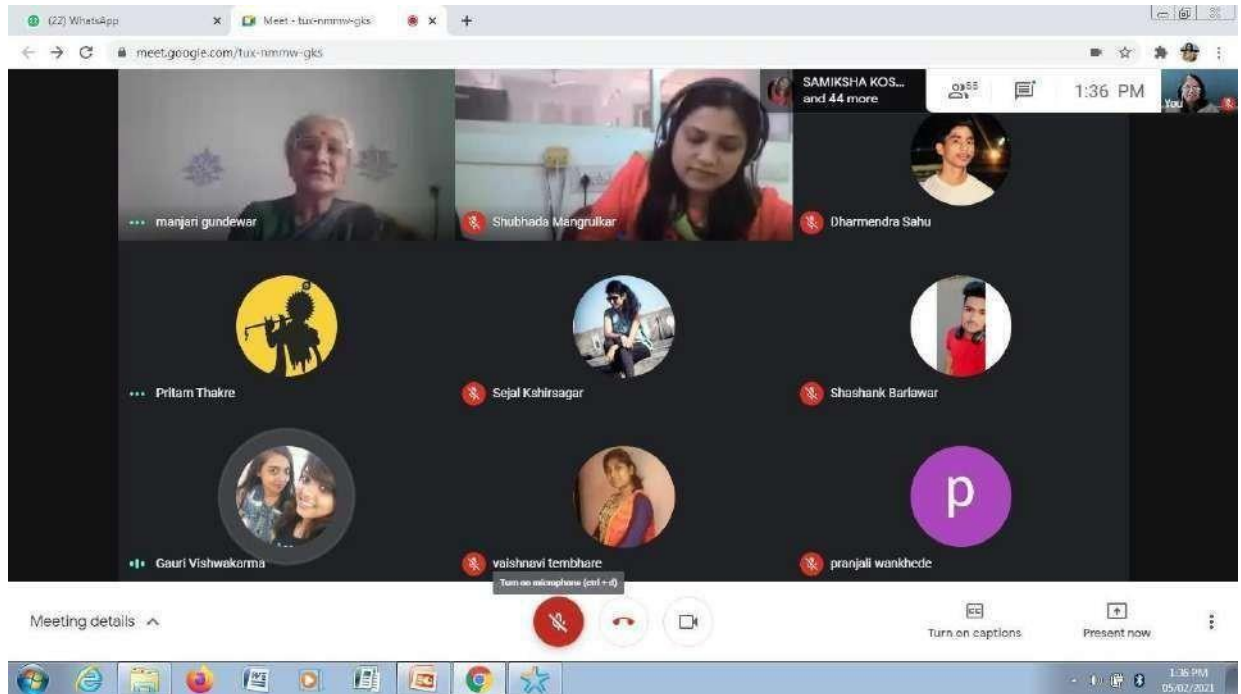 (22) WhatsApp
Meet - tux-nmmw-gks
meet.google.com/tux-nmmw-gks
SAMIKSHA KOS...
and 44 more
55
1:36 PM
You
manjari gundewar
Shubhada Mangrulkar
Dharmendra Sahu
Pritam Thakre
Sejal Kshirsagar
Shashank Barlawar
p
Gauri Vishwakarma
vaishnavi tembhare
pranjali wankhede
Turn on microphone (ctrl + d)
Meeting details
Turn on captions
Present now
1:36 PM
05/02/2021